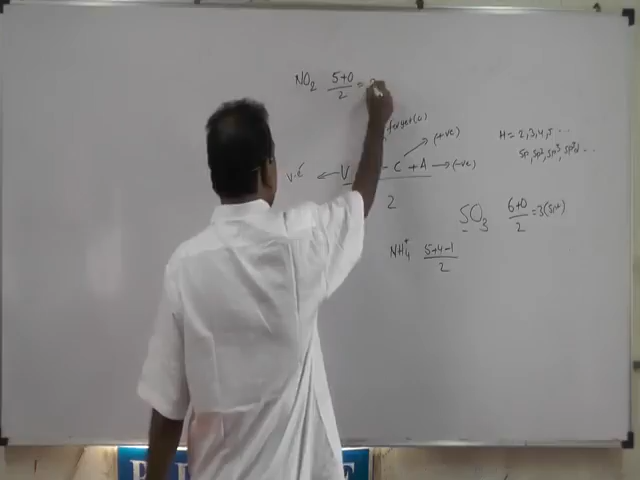 NO₂ 5+0/2 =
forget(0)
(+ve)
H = 2,3,4,5 ...
V.E ← V - C + A → (-ve)
sp, sp², sp³, sp³d ..
2
SO₃ 6+0/2 = 3(sp²)
NH₄⁺ 5+4-1/2